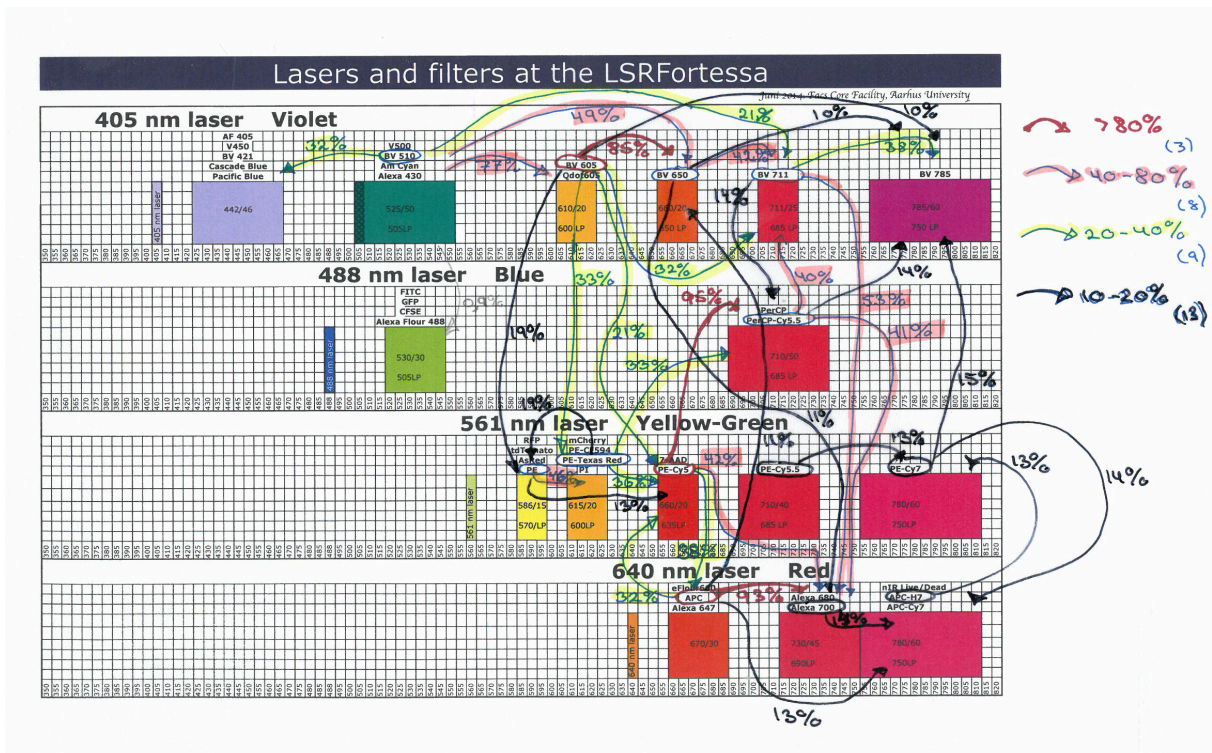 Lasers and filters at the LSRFortessa
Juni 2014. Facs Core Facility, Aarhus University
405 nm laser Violet
AF 405
V450
BV 421
Cascade Blue
Pacific Blue
V500
BV 510
Am Cyan
Alexa 430
BV 605
Qdot605
BV 650
BV 711
BV 785
32%
77%
49%
85%
21%
10%
10%
42%
38%
405 nm laser
442/46
525/50
505LP
610/20
600 LP
660/20
650 LP
711/25
685 LP
785/60
750 LP
14%
32%
488 nm laser Blue
FITC
GFP
CFSE
Alexa Flour 488
PerCP
PerCP-Cy5.5
33%
40%
14%
95%
53%
41%
19%
21%
33%
15%
488 nm laser
530/30
505LP
710/50
685 LP
561 nm laser Yellow-Green
RFP
tdTomato
AsRed
PE
mCherry
PE-CF594
PE-Texas Red
PI
7-AAD
PE-Cy5
PE-Cy5.5
PE-Cy7
19%
46%
36%
13%
42%
11%
11%
13%
13%
14%
561 nm laser
586/15
570/LP
615/20
600LP
660/20
635LP
710/40
685 LP
780/60
750LP
38%
640 nm laser Red
eFlour660
APC
Alexa 647
Alexa 680
Alexa 700
nIR Live/Dead
APC-H7
APC-Cy7
32%
93%
640 nm laser
670/30
730/45
690LP
780/60
750LP
13%
>80%
(3)
40-80%
(8)
20-40%
(9)
10-20%
(13)